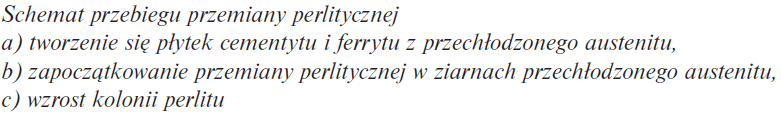 Schemat przebiegu przemiany perlitycznej
a) tworzenie się płytek cementytu i ferrytu z przechłodzonego austenitu,
b) zapoczątkowanie przemiany perlitycznej w ziarnach przechłodzonego austenitu,
c) wzrost kolonii perlitu